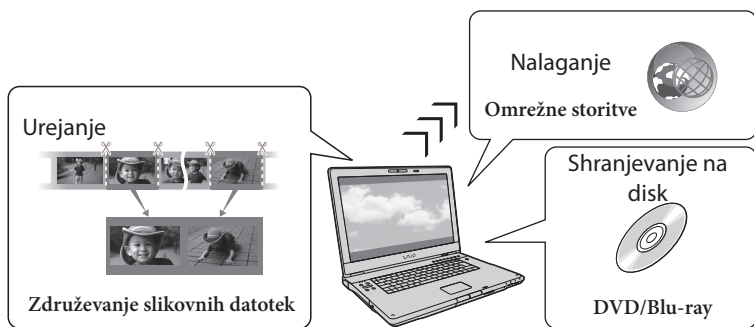 Urejanje
Združevanje slikovnih datotek
VAIO
Nalaganje
Omrežne storitve
Shranjevanje na
disk
DVD/Blu-ray